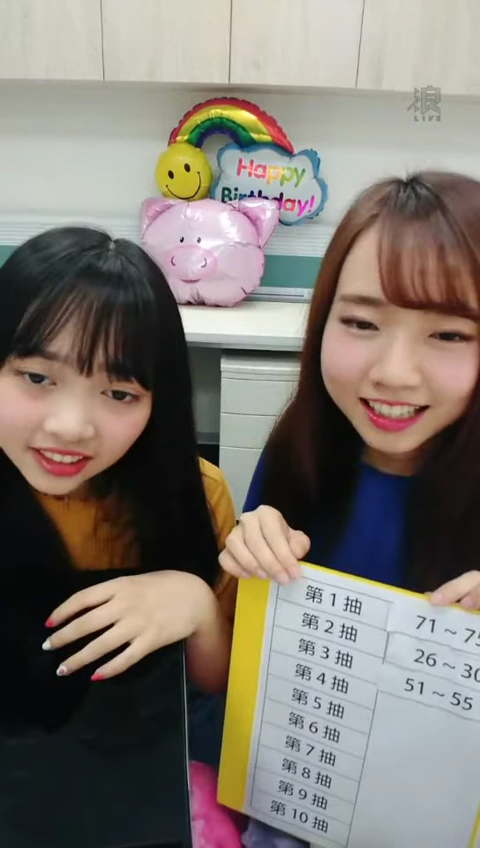 浪
LIVE
Happy
Birthday!
第1抽 71～75
第2抽 26～30
第3抽 51～55
第4抽
第5抽
第6抽
第7抽
第8抽
第9抽
第10抽